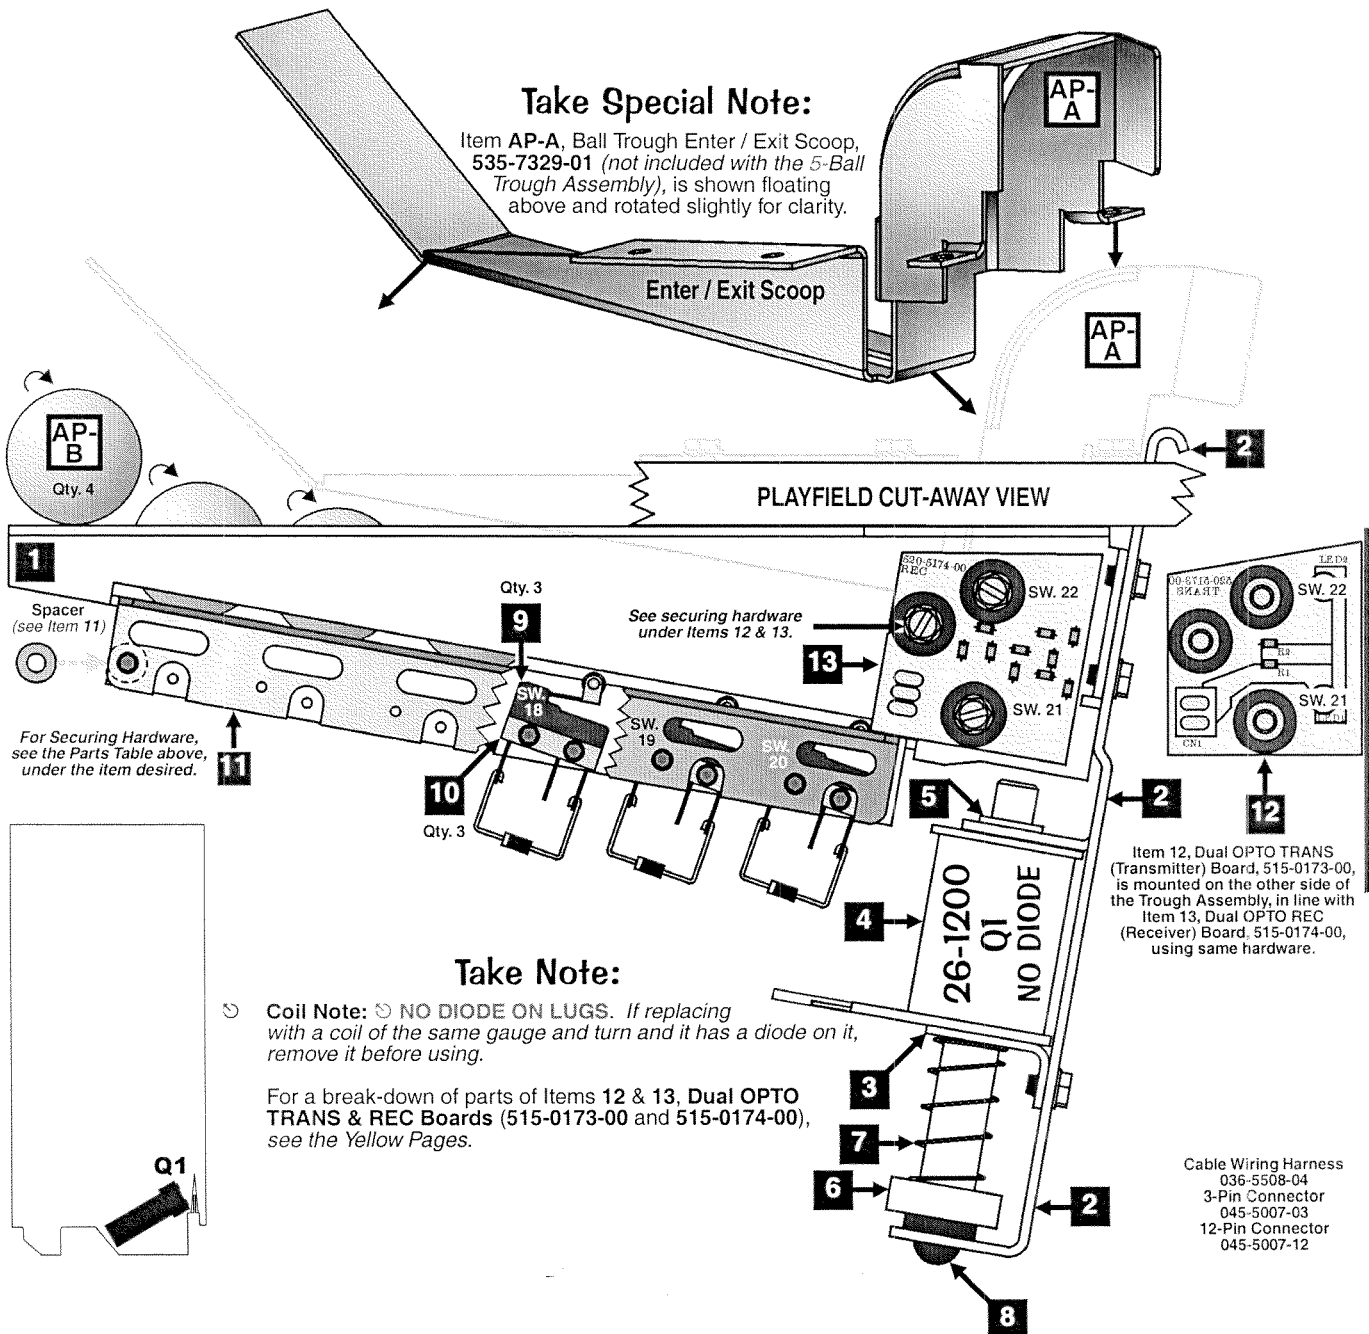 Take Special Note:
Item AP-A, Ball Trough Enter / Exit Scoop,
535-7329-01 (not included with the 5-Ball
Trough Assembly), is shown floating
above and rotated slightly for clarity.
AP-
A
Enter / Exit Scoop
AP-
A
AP-
B
Qty. 4
2
PLAYFIELD CUT-AWAY VIEW
1
Spacer
(see Item 11)
Qty. 3
9
See securing hardware
under Items 12 & 13.
13
520-5174-00
REC
SW. 22
SW. 21
LED2
520-5173-00
TRANS
SW. 22
R2
R1
SW. 21
CN1
12
SW.
18
SW.
19
SW.
20
For Securing Hardware,
see the Parts Table above,
under the item desired.
11
10
Qty. 3
5
2
Item 12, Dual OPTO TRANS
(Transmitter) Board, 515-0173-00,
is mounted on the other side of
the Trough Assembly, in line with
Item 13, Dual OPTO REC
(Receiver) Board, 515-0174-00,
using same hardware.
4
26-1200
Q1
NO DIODE
Take Note:
Coil Note: NO DIODE ON LUGS. If replacing
with a coil of the same gauge and turn and it has a diode on it,
remove it before using.
For a break-down of parts of Items 12 & 13, Dual OPTO
TRANS & REC Boards (515-0173-00 and 515-0174-00),
see the Yellow Pages.
3
7
6
2
8
Q1
Cable Wiring Harness
036-5508-04
3-Pin Connector
045-5007-03
12-Pin Connector
045-5007-12